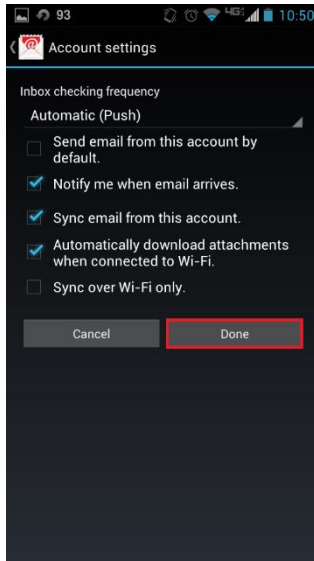 93 4G 10:50
Account settings
Inbox checking frequency
Automatic (Push)
Send email from this account by
default.
Notify me when email arrives.
Sync email from this account.
Automatically download attachments
when connected to Wi-Fi.
Sync over Wi-Fi only.
Cancel Done